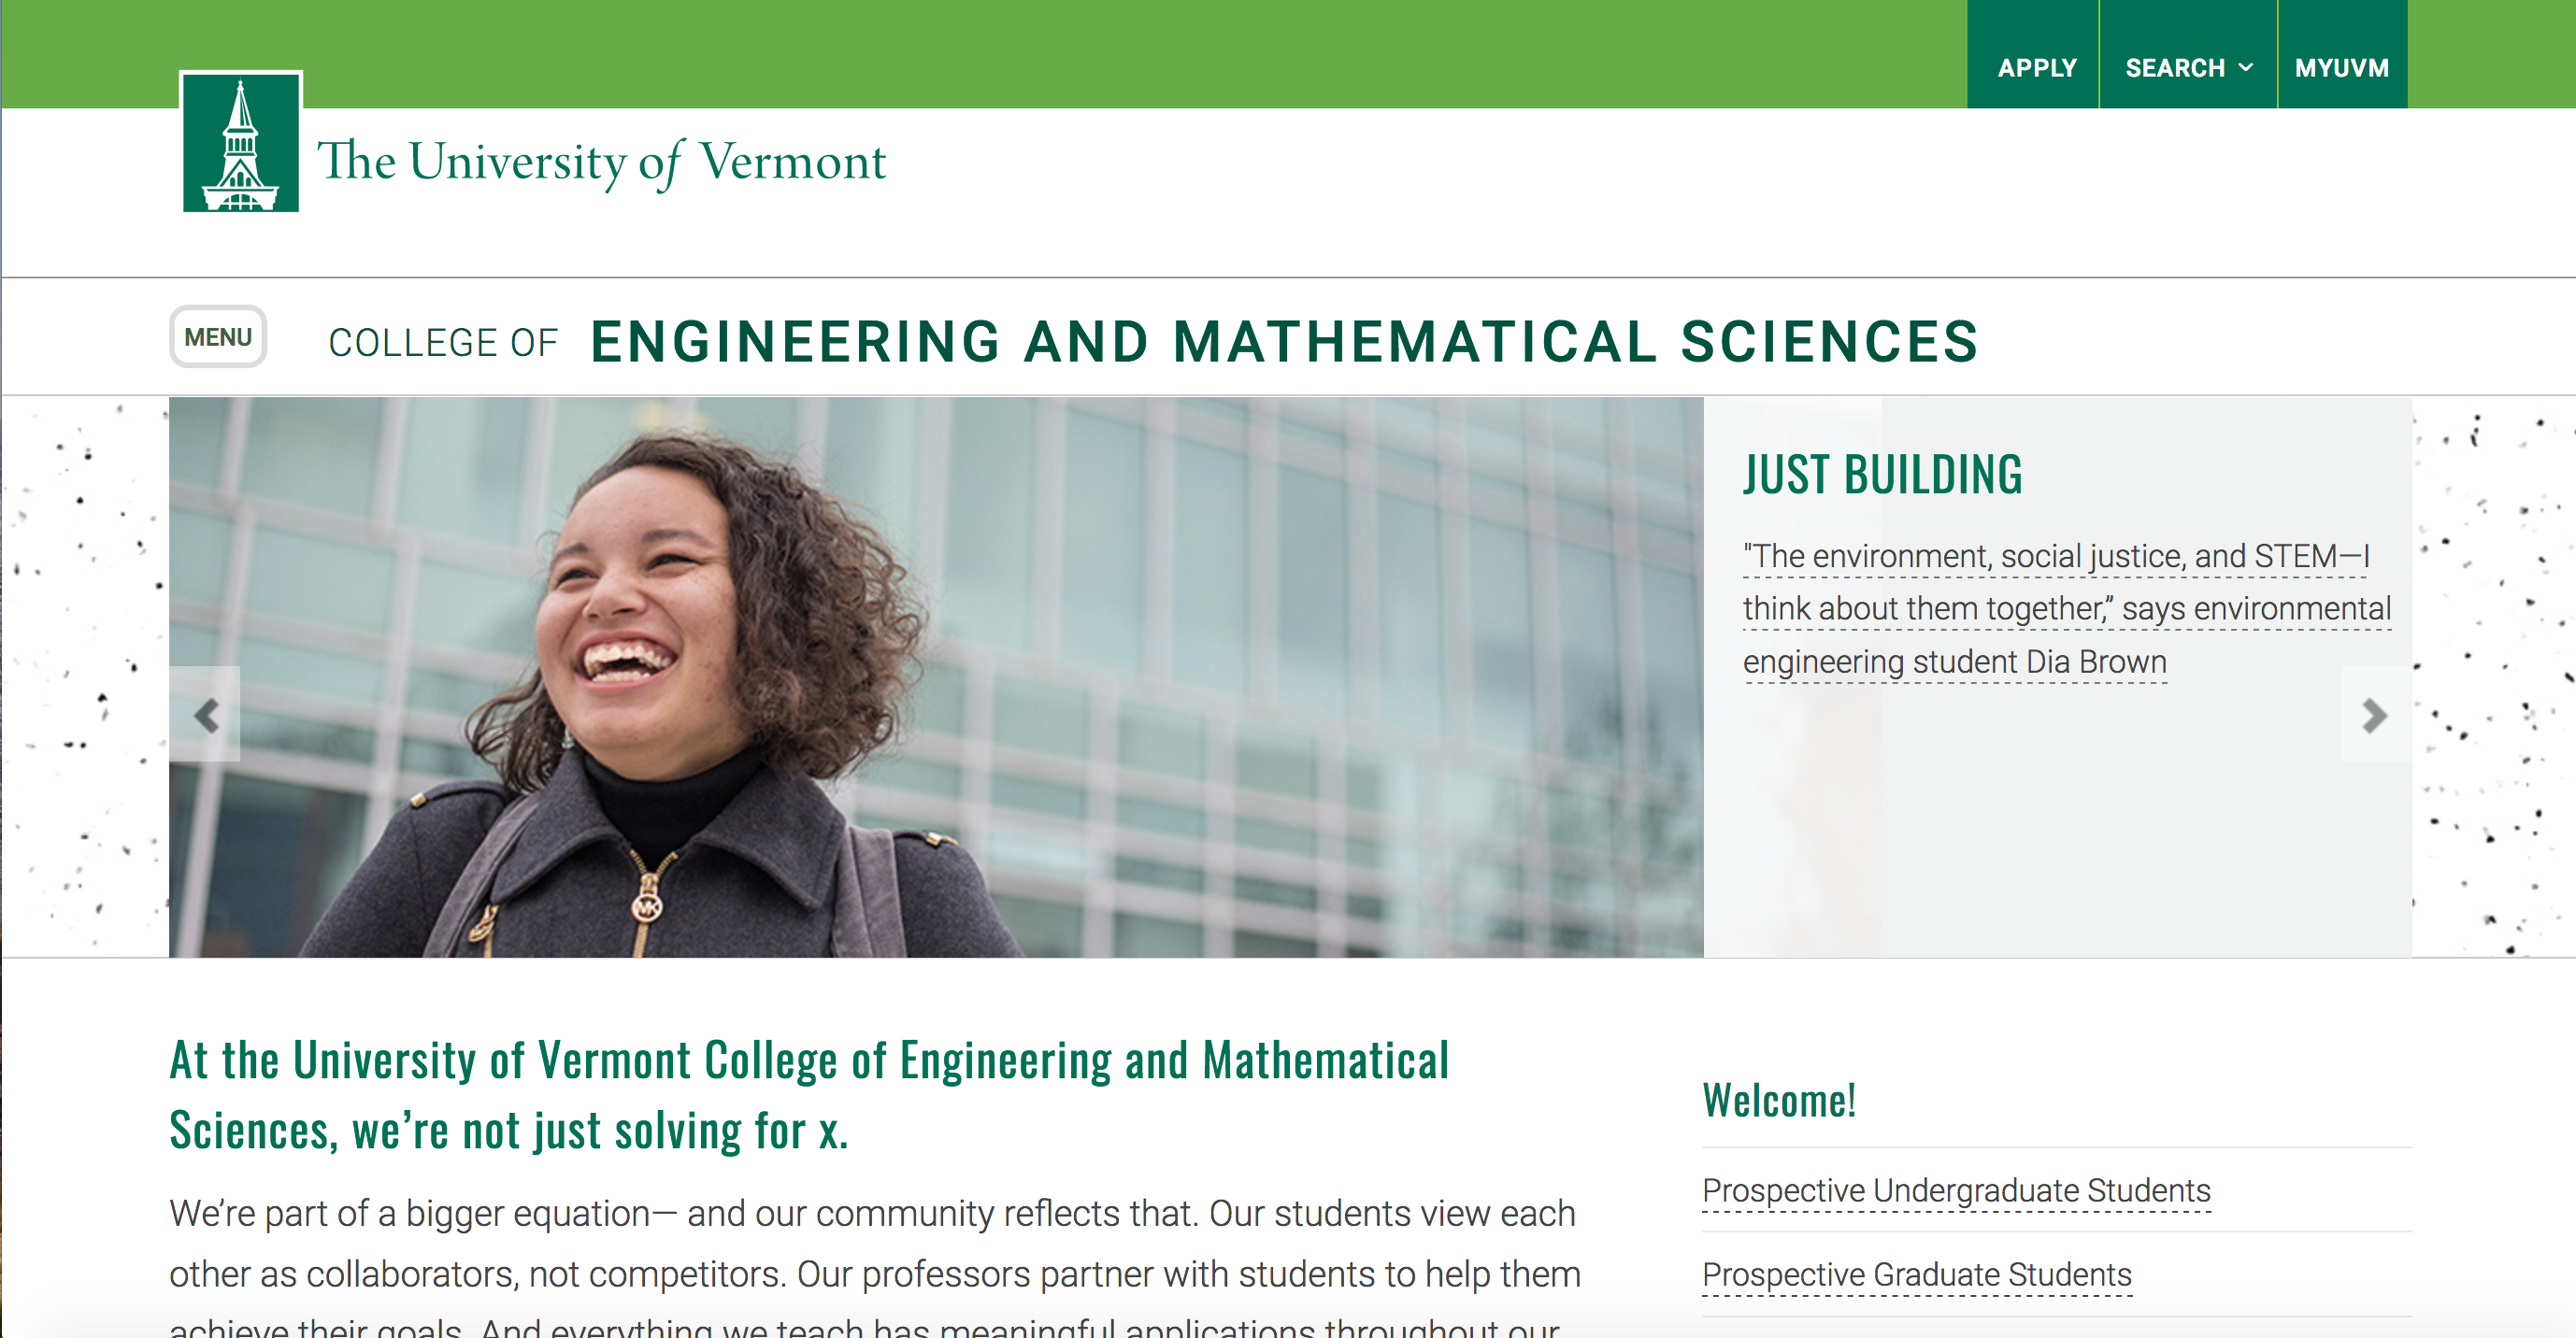 APPLY
SEARCH
MYUVM
The University of Vermont
MENU
COLLEGE OF ENGINEERING AND MATHEMATICAL SCIENCES
MK
JUST BUILDING
"The environment, social justice, and STEM—I
think about them together,” says environmental
engineering student Dia Brown
At the University of Vermont College of Engineering and Mathematical
Sciences, we’re not just solving for x.
We’re part of a bigger equation— and our community reflects that. Our students view each
other as collaborators, not competitors. Our professors partner with students to help them
achieve their goals. And everything we teach has meaningful applications throughout our
Welcome!
Prospective Undergraduate Students
Prospective Graduate Students